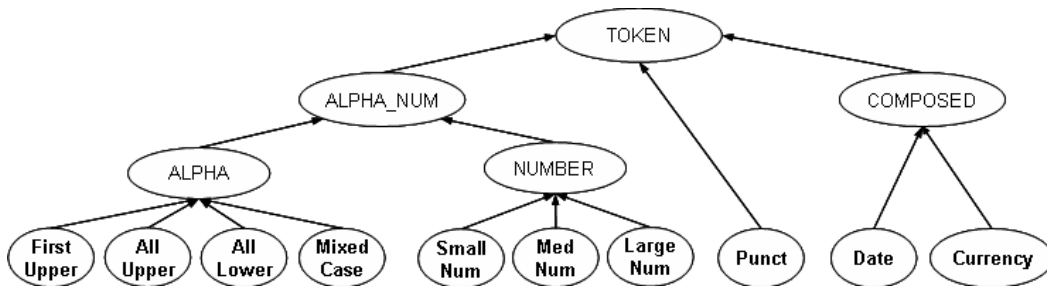 TOKEN
ALPHA_NUM
COMPOSED
ALPHA
NUMBER
First
Upper
All
Upper
All
Lower
Mixed
Case
Small
Num
Med
Num
Large
Num
Punct
Date
Currency